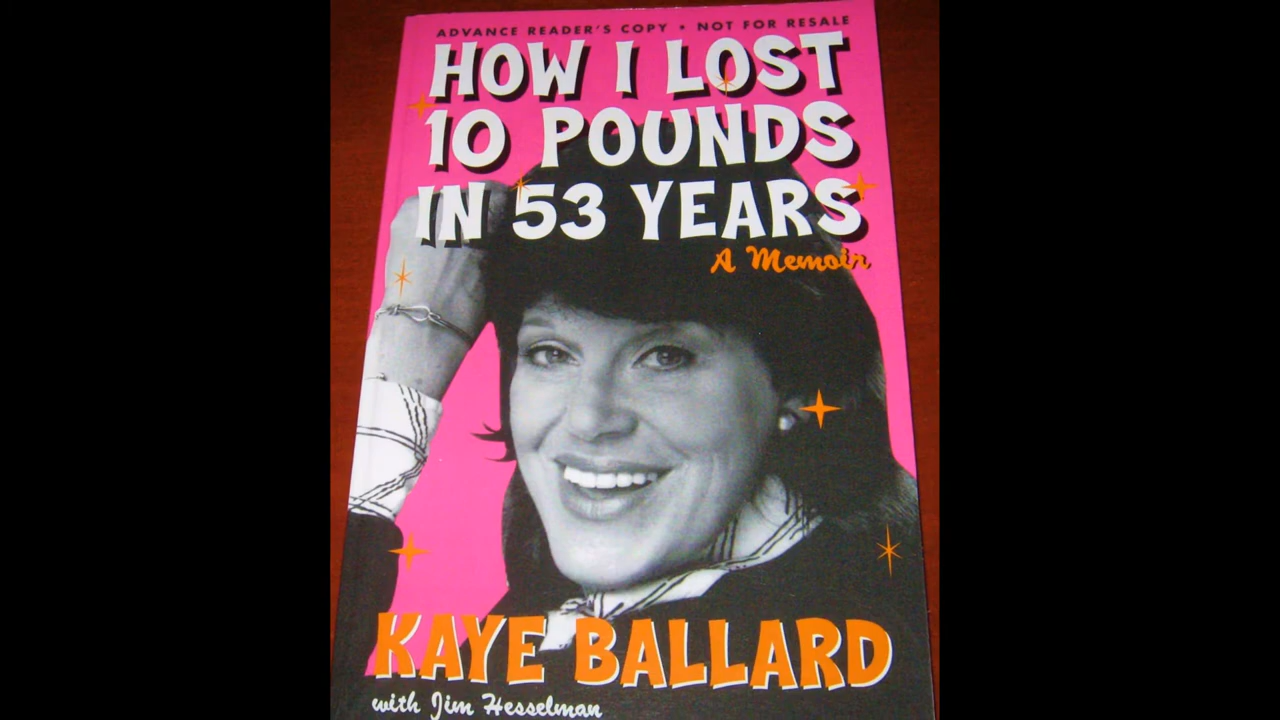 ADVANCE READER'S COPY • NOT FOR RESALE
HOW I LOST
10 POUNDS
IN 53 YEARS
A Memoir
KAYE BALLARD
with Jim Hesselman